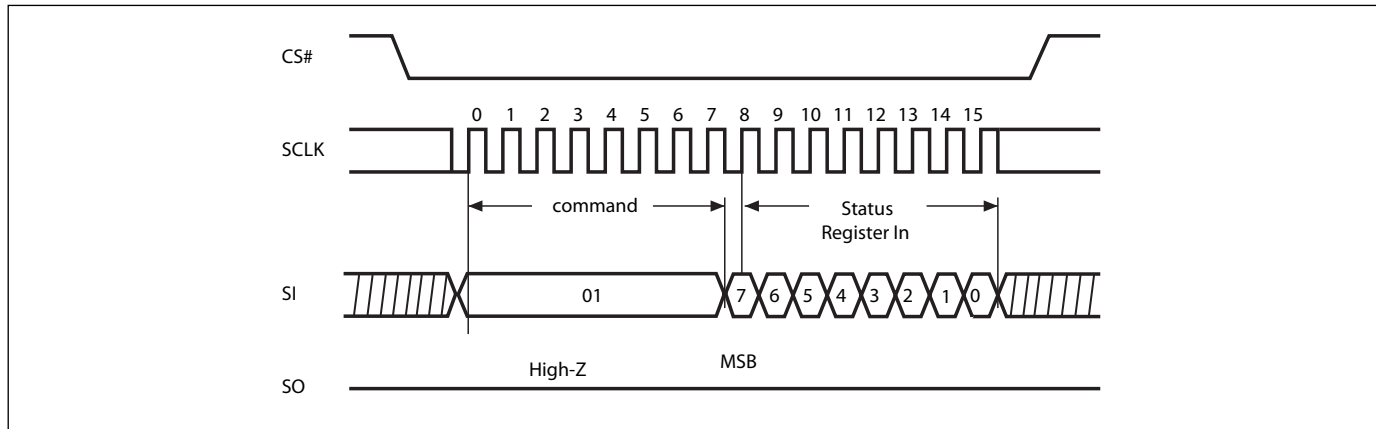 CS#
0 1 2 3 4 5 6 7 8 9 10 11 12 13 14 15
SCLK
command
Status
Register In
SI
01
7 6 5 4 3 2 1 0
MSB
High-Z
SO